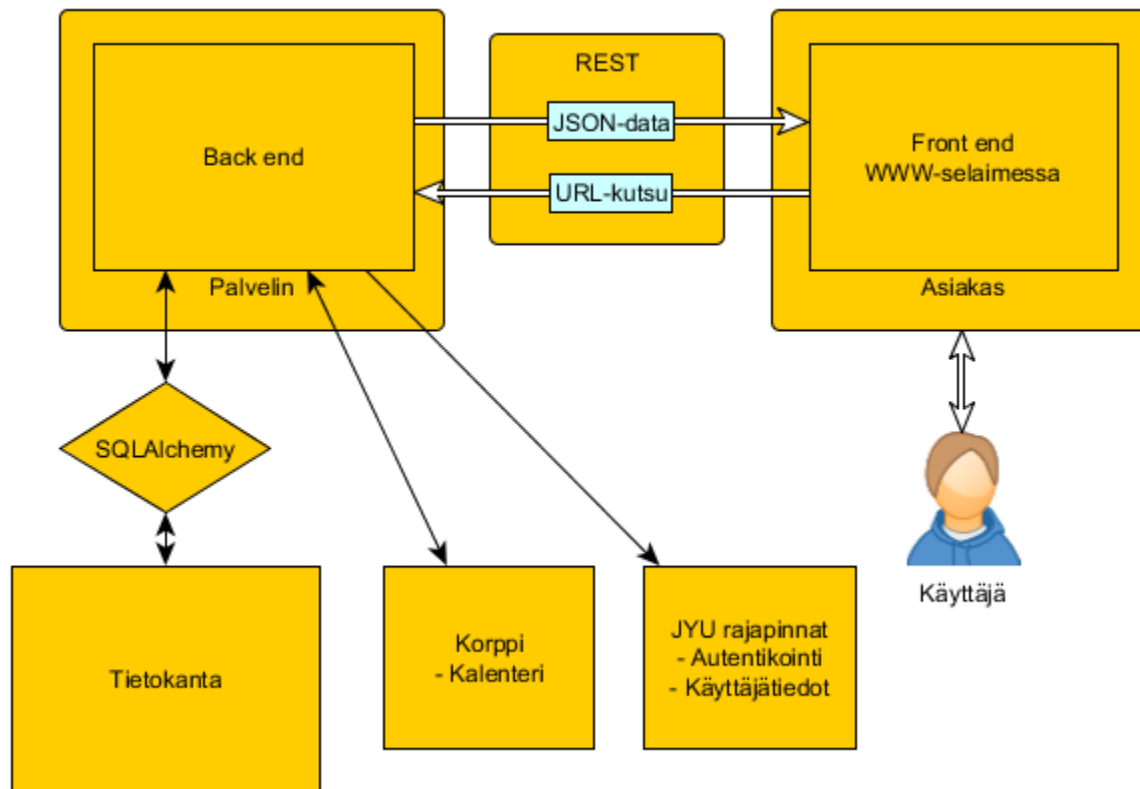 REST
JSON-data
URL-kutsu
Back end
Palvelin
Front end
WWW-selaimessa
Asiakas
SQLAlchemy
Käyttäjä
Tietokanta
Korppi
- Kalenteri
JYU rajapinnat
- Autentikointi
- Käyttäjätiedot